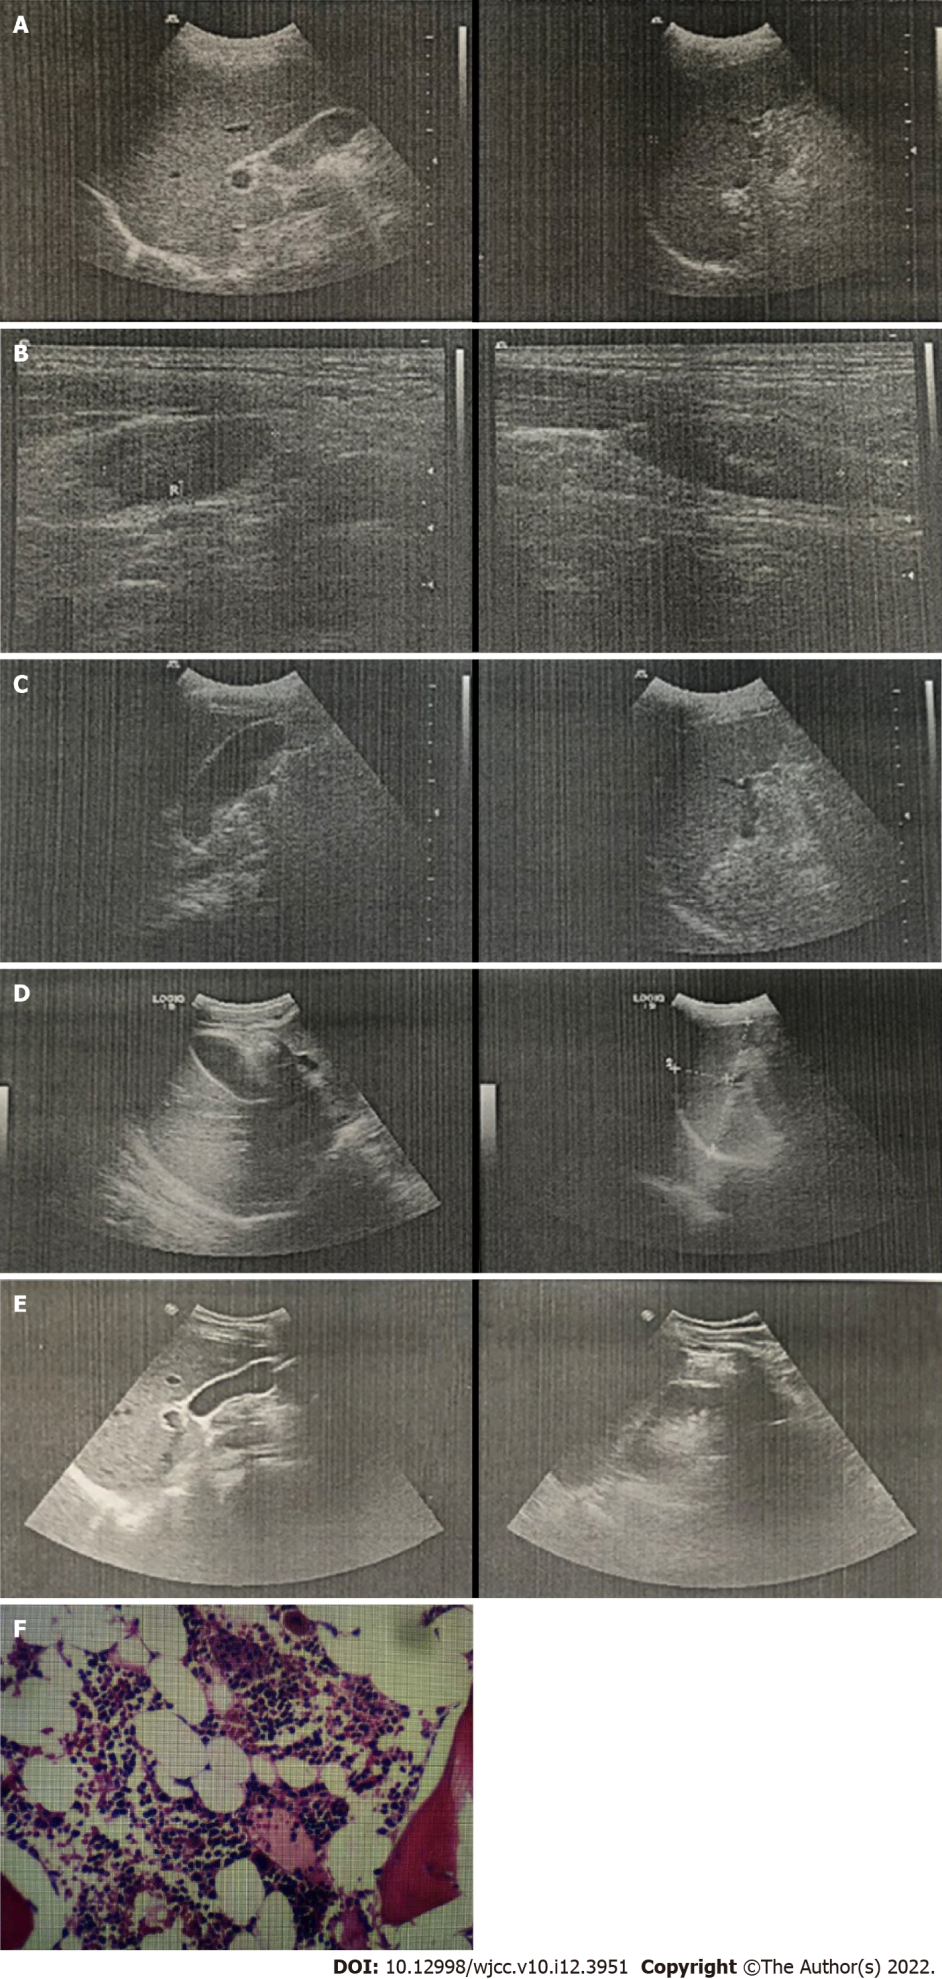 A
B
R
C
D
LOGIQ
LOGIQ
E
F
DOI: 10.12998/wjcc.v10.i12.3951 Copyright ©The Author(s) 2022.